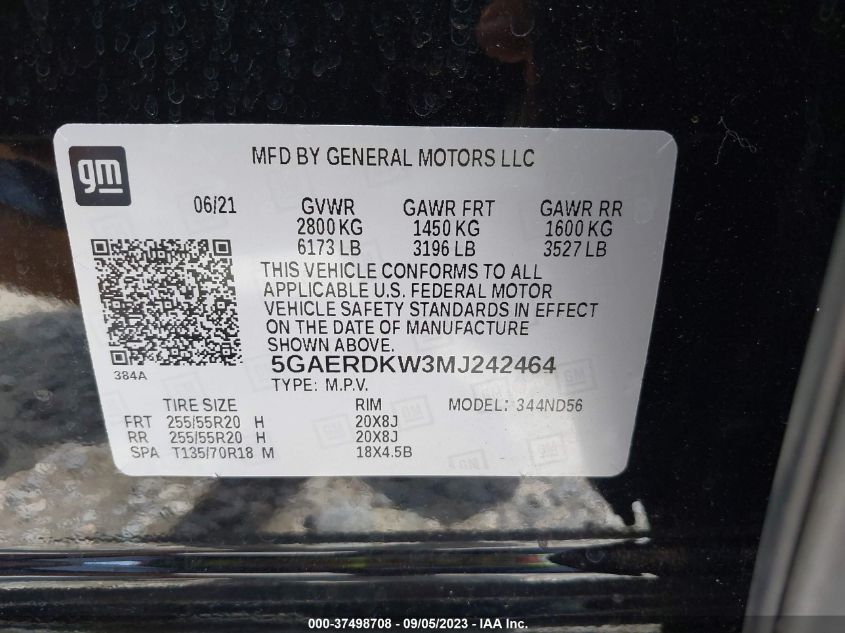 gm
MFD BY GENERAL MOTORS LLC
06/21 GVWR GAWR FRT GAWR RR
2800 KG 1450 KG 1600 KG
6173 LB 3196 LB 3527 LB
THIS VEHICLE CONFORMS TO ALL
APPLICABLE U.S. FEDERAL MOTOR
VEHICLE SAFETY STANDARDS IN EFFECT
ON THE DATE OF MANUFACTURE
SHOWN ABOVE.
384A
5GAERDKW3MJ242464
TYPE: M.P.V.
TIRE SIZE RIM MODEL: 344ND56
FRT 255/55R20 H 20X8J
RR 255/55R20 H 20X8J
SPA T135/70R18 M 18X4.5B
000-37498708 - 09/05/2023 - IAA Inc.